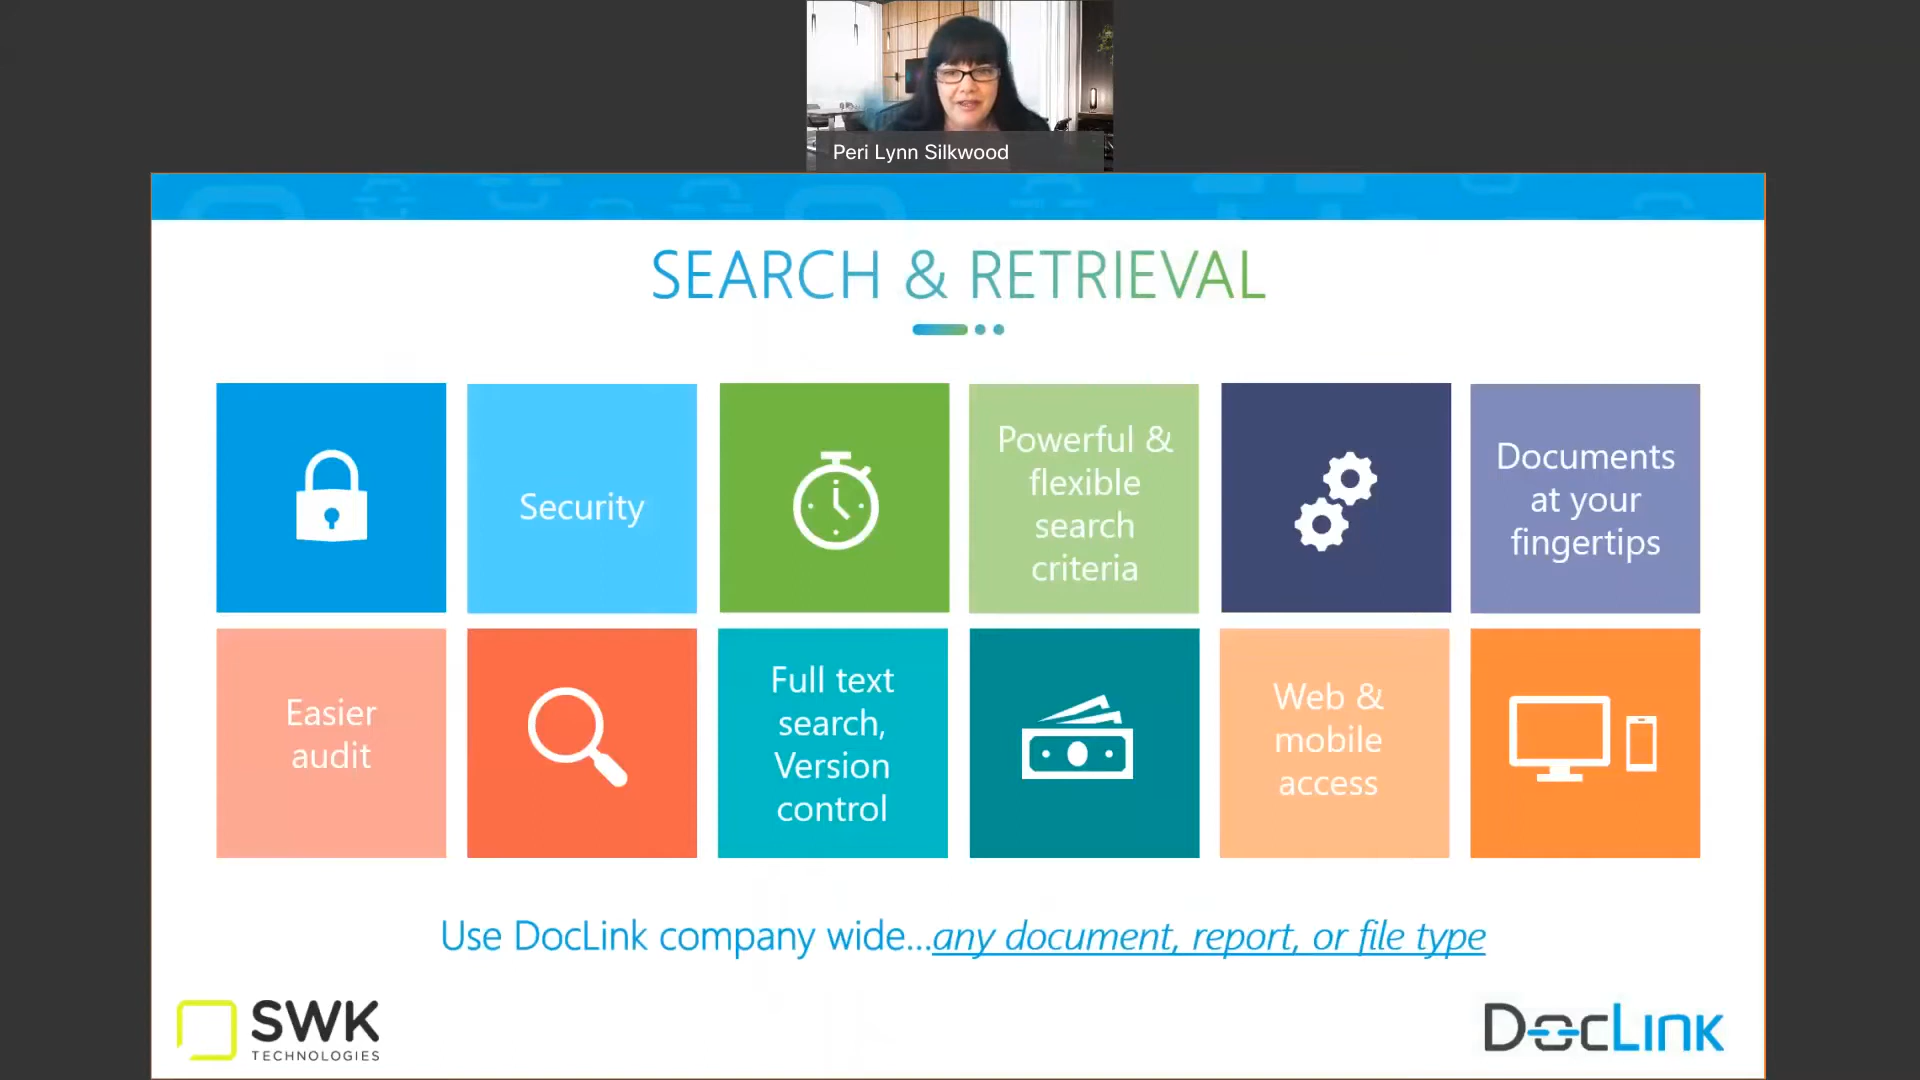 Peri Lynn Silkwood
SEARCH & RETRIEVAL
Security
Powerful &
flexible
search
criteria
Documents
at your
fingertips
Easier
audit
Full text
search,
Version
control
Web &
mobile
access
Use DocLink company wide...any document, report, or file type
SWK
TECHNOLOGIES
DocLink